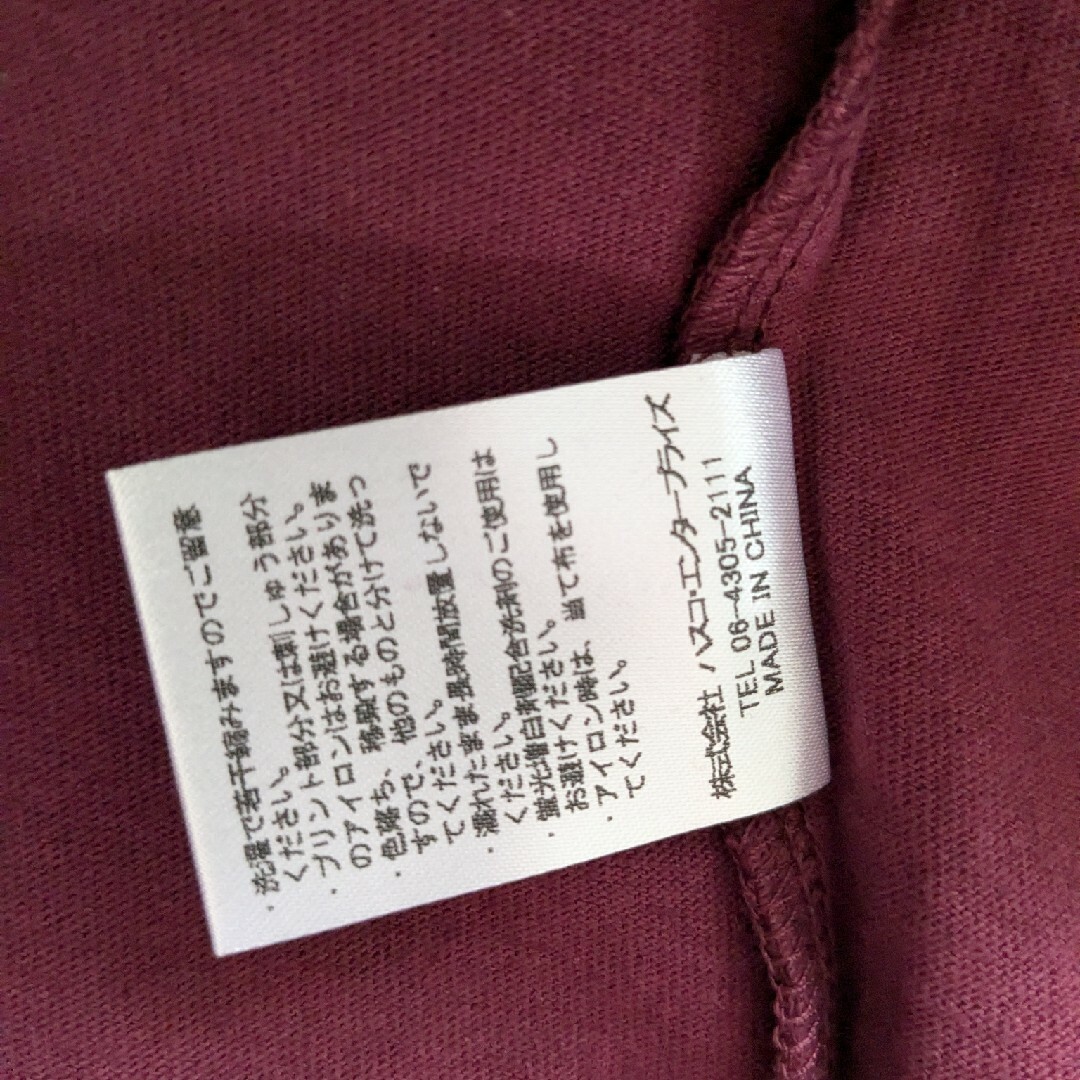 ・洗濯で若干縮みますのでご留意
ください。
・プリント部分又は刺しゅう部分
のアイロンはお避けください。
・色落ち、移染する場合がありま
すので、他のものと分けて洗っ
てください。
・濡れたまま長時間放置しないで
ください。
・蛍光増白剤配合洗剤のご使用は
お避けください。
・アイロン時は、当て布を使用し
てください。
株式会社 ハスコ・エンタープライズ
TEL 06-4305-2111
MADE IN CHINA